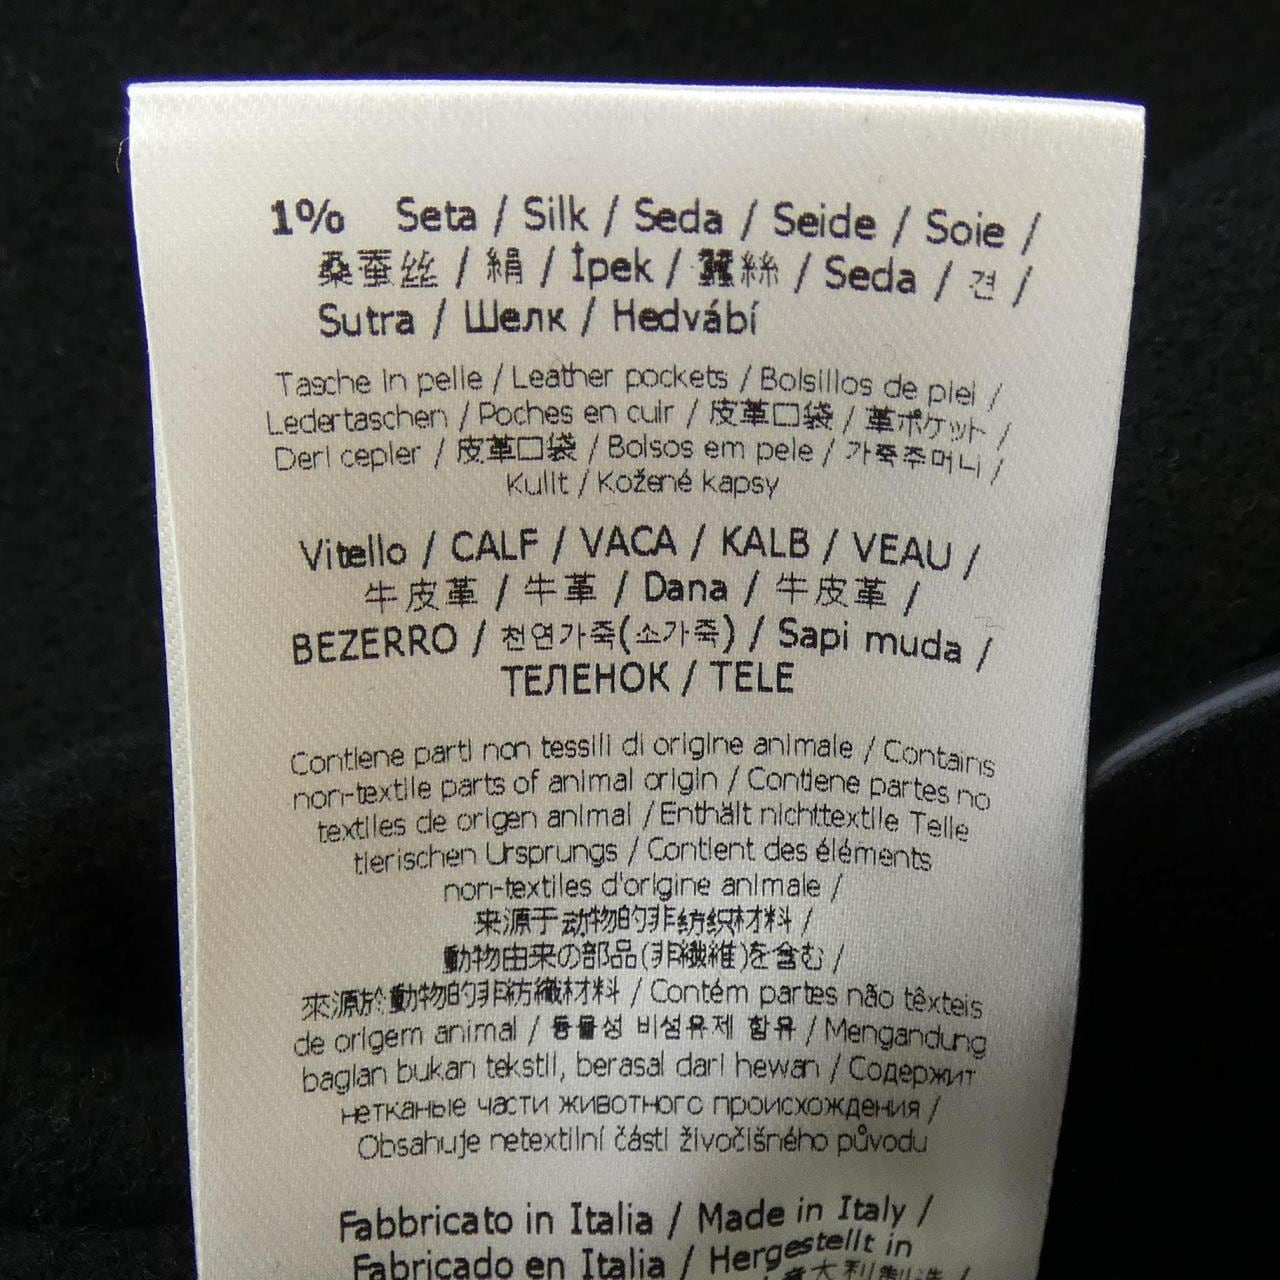 1% Seta / Silk / Seda / Seide / Soie /
桑蚕丝 / 絹 / İpek / 蠶絲 / Seda / 견 /
Sutra / Шелк / Hedvábí
Tasche in pelle / Leather pockets / Bolsillos de piel /
Ledertaschen / Poches en cuir / 皮革口袋 / 革ポケット /
Deri cepler / 皮革口袋 / Bolsos em pele / 가죽주머니 /
Kulit / Kožené kapsy
Vitello / CALF / VACA / KALB / VEAU /
牛皮革 / 牛革 / Dana / 牛皮革 /
BEZERRO / 천연가죽(소가죽) / Sapi muda /
ТЕЛЕНОК / TELE
Contiene parti non tessili di origine animale / Contains
non-textile parts of animal origin / Contiene partes no
textiles de origen animal / Enthält nichttextile Teile
tierischen Ursprungs / Contient des éléments
non-textiles d'origine animale /
来源于动物的非纺织材料 /
動物由来の部品(非繊維)を含む /
來源於動物的非紡織材料 / Contém partes não têxteis
de origem animal / 동물성 비섬유제 함유 / Mengandung
bagian bukan tekstil, berasal dari hewan / Содержит
нетканые части животного происхождения /
Obsahuje netextilní části živočišného původu
Fabbricato in Italia / Made in Italy /
Fabricado en Italia / Hergestellt in
/ 意大利制造 /